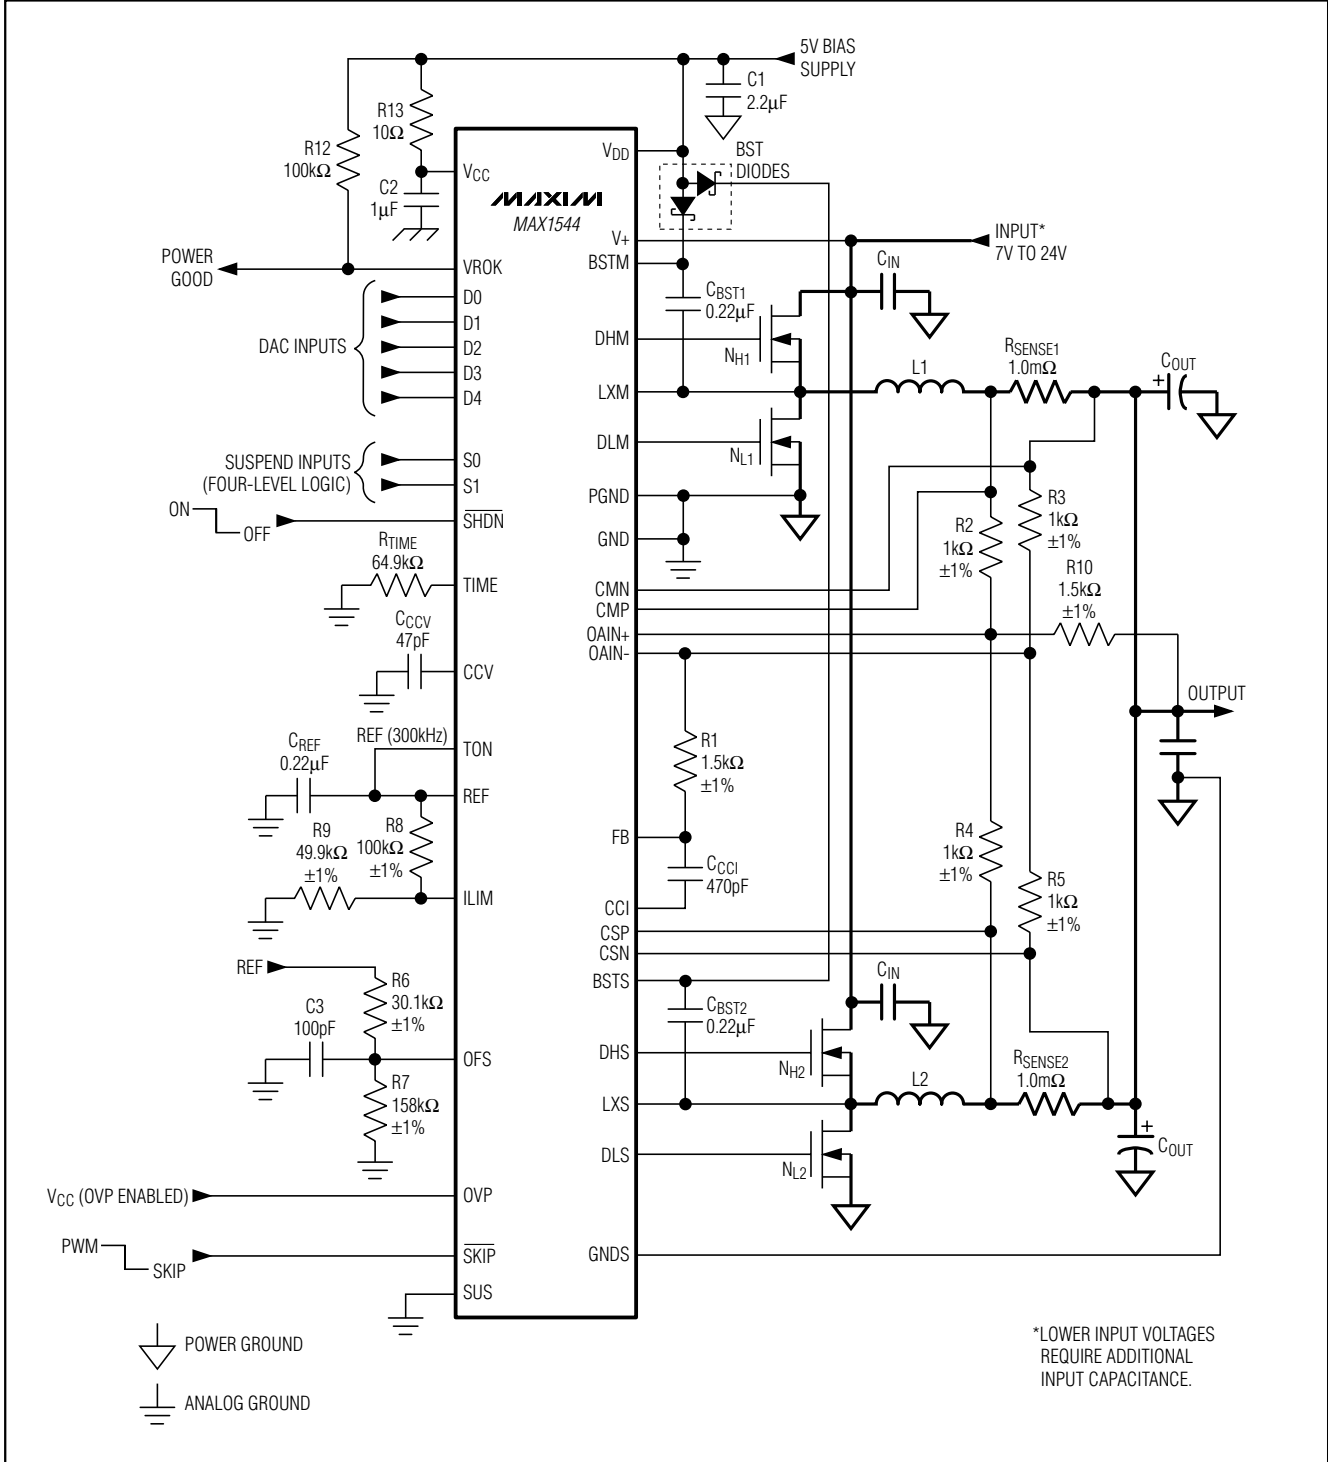 5V BIAS
SUPPLY
C1
2.2µF
R13
10Ω
R12
100kΩ
C2
1µF
VCC
VDD
BST
DIODES
MAXIM
MAX1544
V+
INPUT*
7V TO 24V
POWER
GOOD
VROK
BSTM
CIN
CBST1
0.22µF
DAC INPUTS
D0
D1
D2
D3
D4
DHM
NH1
LXM
L1
RSENSE1
1.0mΩ
COUT
+
DLM
NL1
SUSPEND INPUTS
(FOUR-LEVEL LOGIC)
S0
S1
ON
OFF
SHDN
PGND
GND
R2
1kΩ
±1%
R3
1kΩ
±1%
R10
1.5kΩ
±1%
RTIME
64.9kΩ
TIME
CMN
CMP
OAIN+
OAIN-
CCCV
47pF
CCV
OUTPUT
REF (300kHz)
TON
CREF
0.22µF
REF
R1
1.5kΩ
±1%
R9
49.9kΩ
±1%
R8
100kΩ
±1%
ILIM
FB
CCCI
470pF
CCI
R4
1kΩ
±1%
R5
1kΩ
±1%
CSP
CSN
REF
R6
30.1kΩ
±1%
C3
100pF
OFS
R7
158kΩ
±1%
BSTS
CBST2
0.22µF
CIN
DHS
NH2
LXS
L2
RSENSE2
1.0mΩ
DLS
NL2
+
COUT
VCC (OVP ENABLED)
OVP
PWM
SKIP
SKIP
GNDS
SUS
POWER GROUND
ANALOG GROUND
*LOWER INPUT VOLTAGES
REQUIRE ADDITIONAL
INPUT CAPACITANCE.